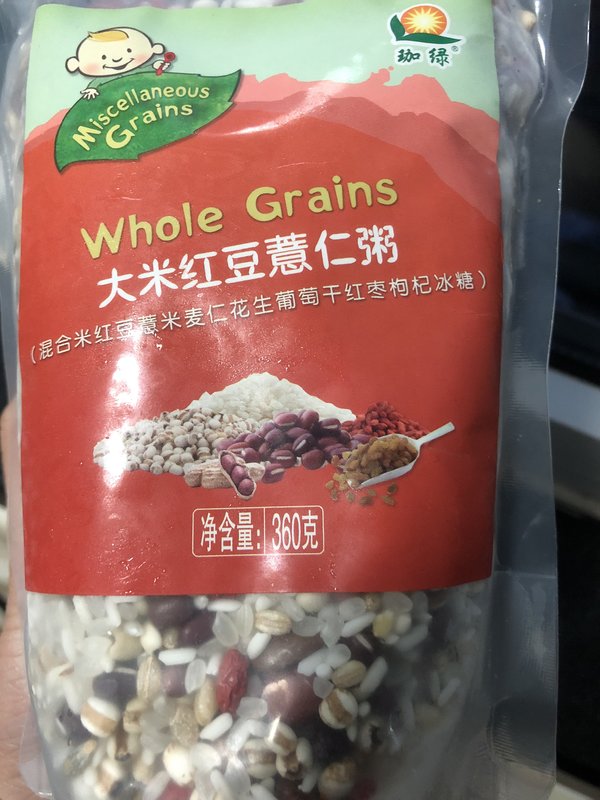 珈绿®
Miscellaneous
Grains
Whole Grains
大米红豆薏仁粥
(混合米红豆薏米麦仁花生葡萄干红枣枸杞冰糖)
净含量: 360克